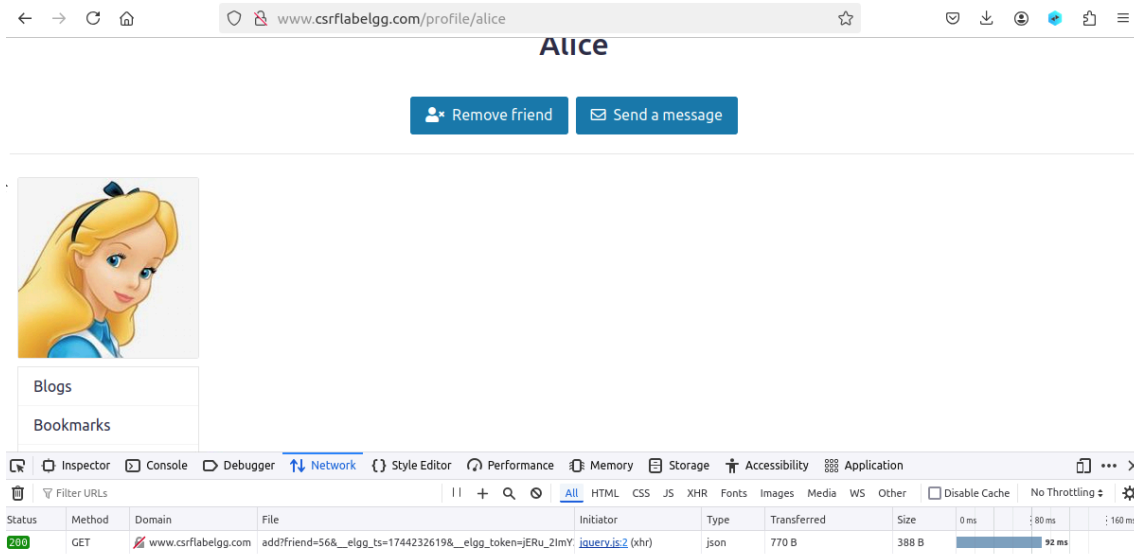 www.csrflabelgg.com/profile/alice
Alice
Remove friend
Send a message
Blogs
Bookmarks
Inspector Console Debugger Network Style Editor Performance Memory Storage Accessibility Application
Filter URLs All HTML CSS JS XHR Fonts Images Media WS Other Disable Cache No Throttling
Status Method Domain File Initiator Type Transferred Size 0 ms 80 ms 160 ms
200 GET www.csrflabelgg.com add?friend=56&__elgg_ts=1744232619&__elgg_token=jERu_2ImY jquery.js:2 (xhr) json 770 B 388 B 92 ms